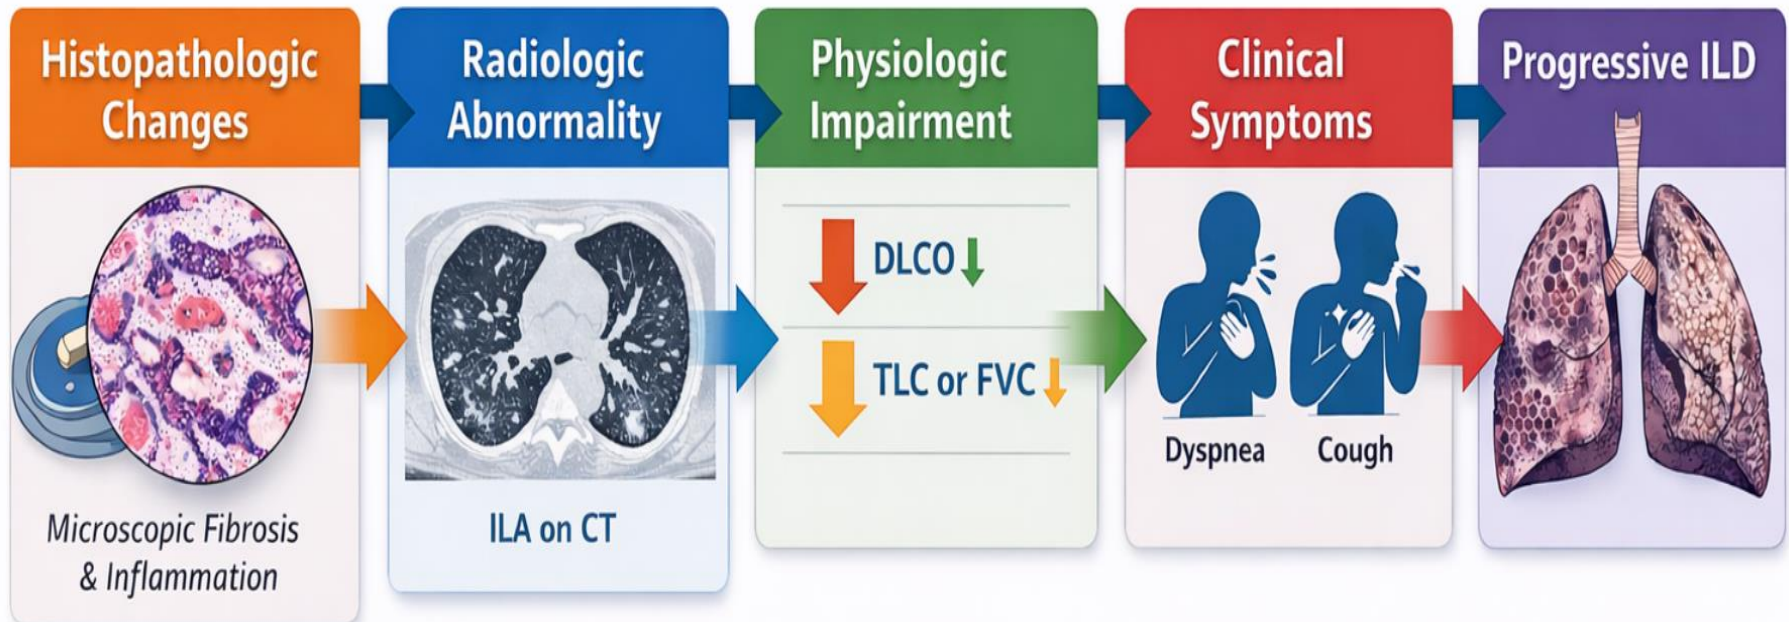 Histopathologic
Changes
Microscopic Fibrosis
& Inflammation
Radiologic
Abnormality
ILA on CT
Physiologic
Impairment
DLCO
TLC or FVC
Clinical
Symptoms
Dyspnea
Cough
Progressive ILD